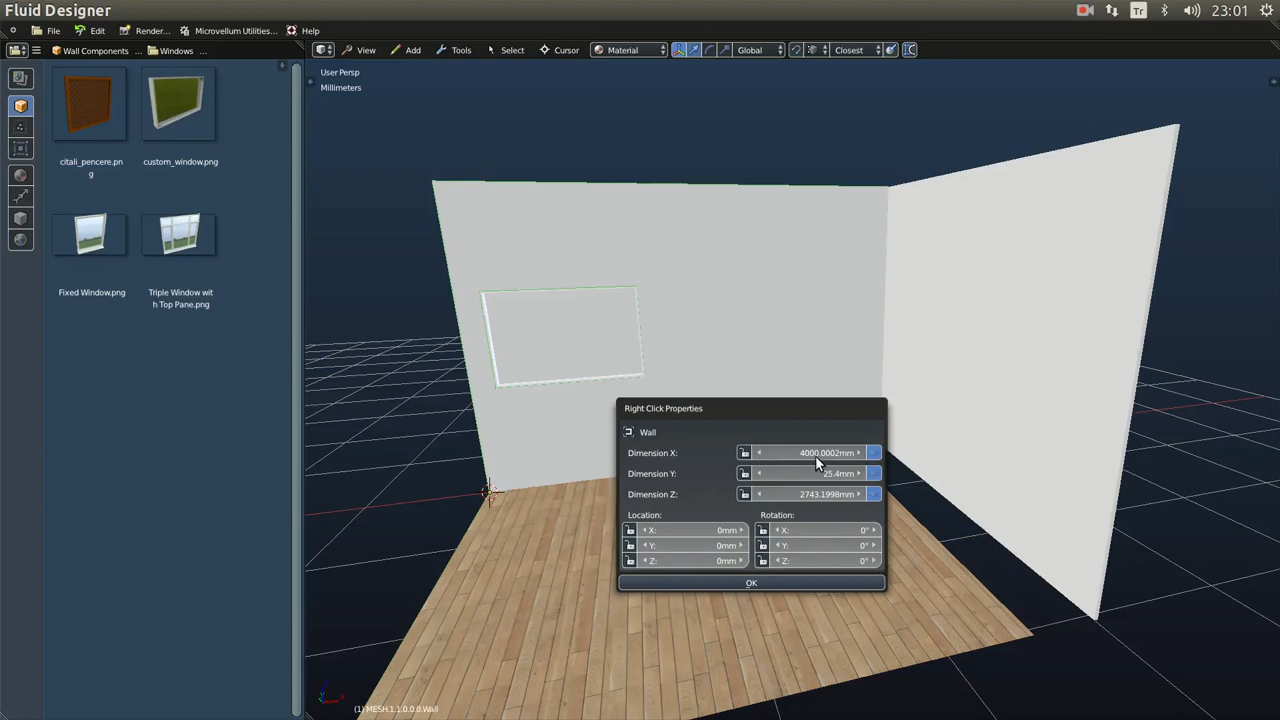 Fluid Designer
Tr
23:01
File
Edit
Render...
Microvellum Utilities...
Help
Wall Components
Windows
View
Add
Tools
Select
Cursor
Material
Global
Closest
User Persp
Millimeters
citali_pencere.pn
g
custom_window.png
Fixed Window.png
Triple Window wit
h Top Pane.png
Right Click Properties
Wall
Dimension X:
4000.0002mm
Dimension Y:
25.4mm
Dimension Z:
2743.1998mm
Location:
Rotation:
X:
0mm
X:
0°
Y:
0mm
Y:
0°
Z:
0mm
Z:
0°
OK
(1) MESH.1.1.0.0.0.Wall